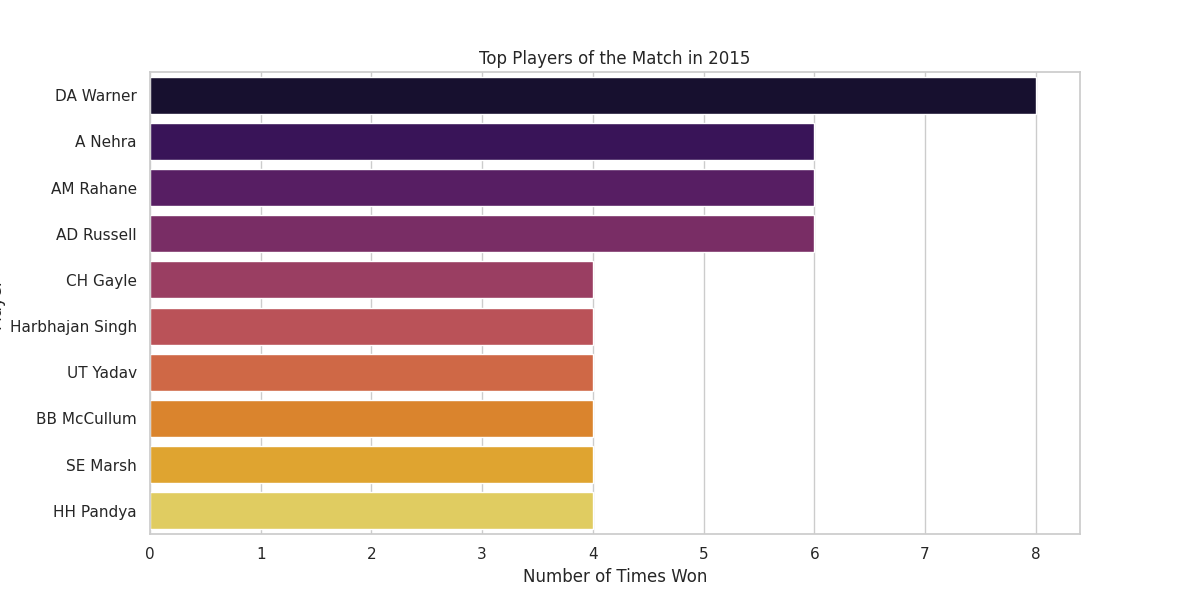 Top Players of the Match in 2015
DA Warner
A Nehra
AM Rahane
AD Russell
CH Gayle
Harbhajan Singh
UT Yadav
BB McCullum
SE Marsh
HH Pandya
0 1 2 3 4 5 6 7 8
Number of Times Won